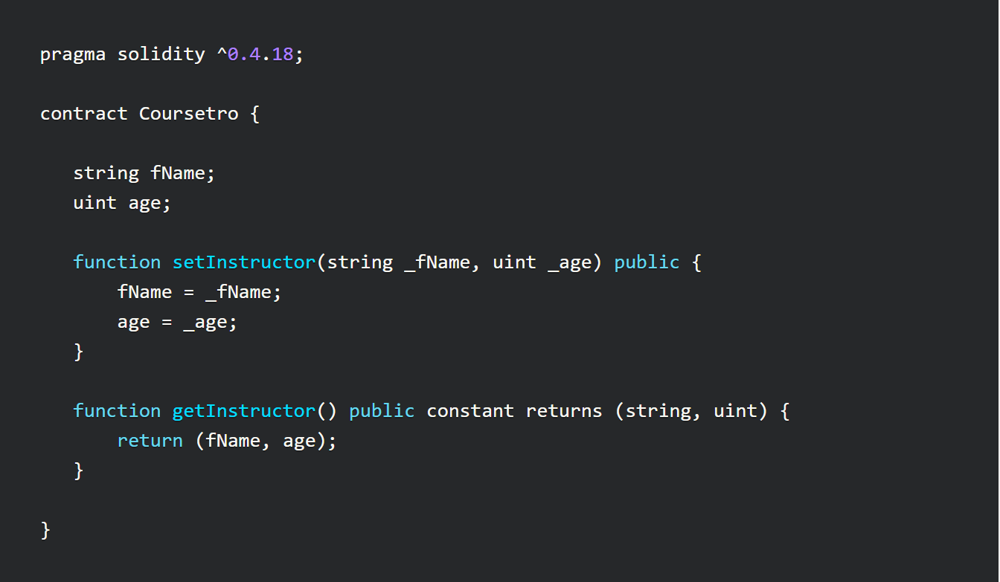 pragma solidity ^0.4.18;
contract Coursetro {
string fName;
uint age;
function setInstructor(string _fName, uint _age) public {
fName = _fName;
age = _age;
}
function getInstructor() public constant returns (string, uint) {
return (fName, age);
}
}